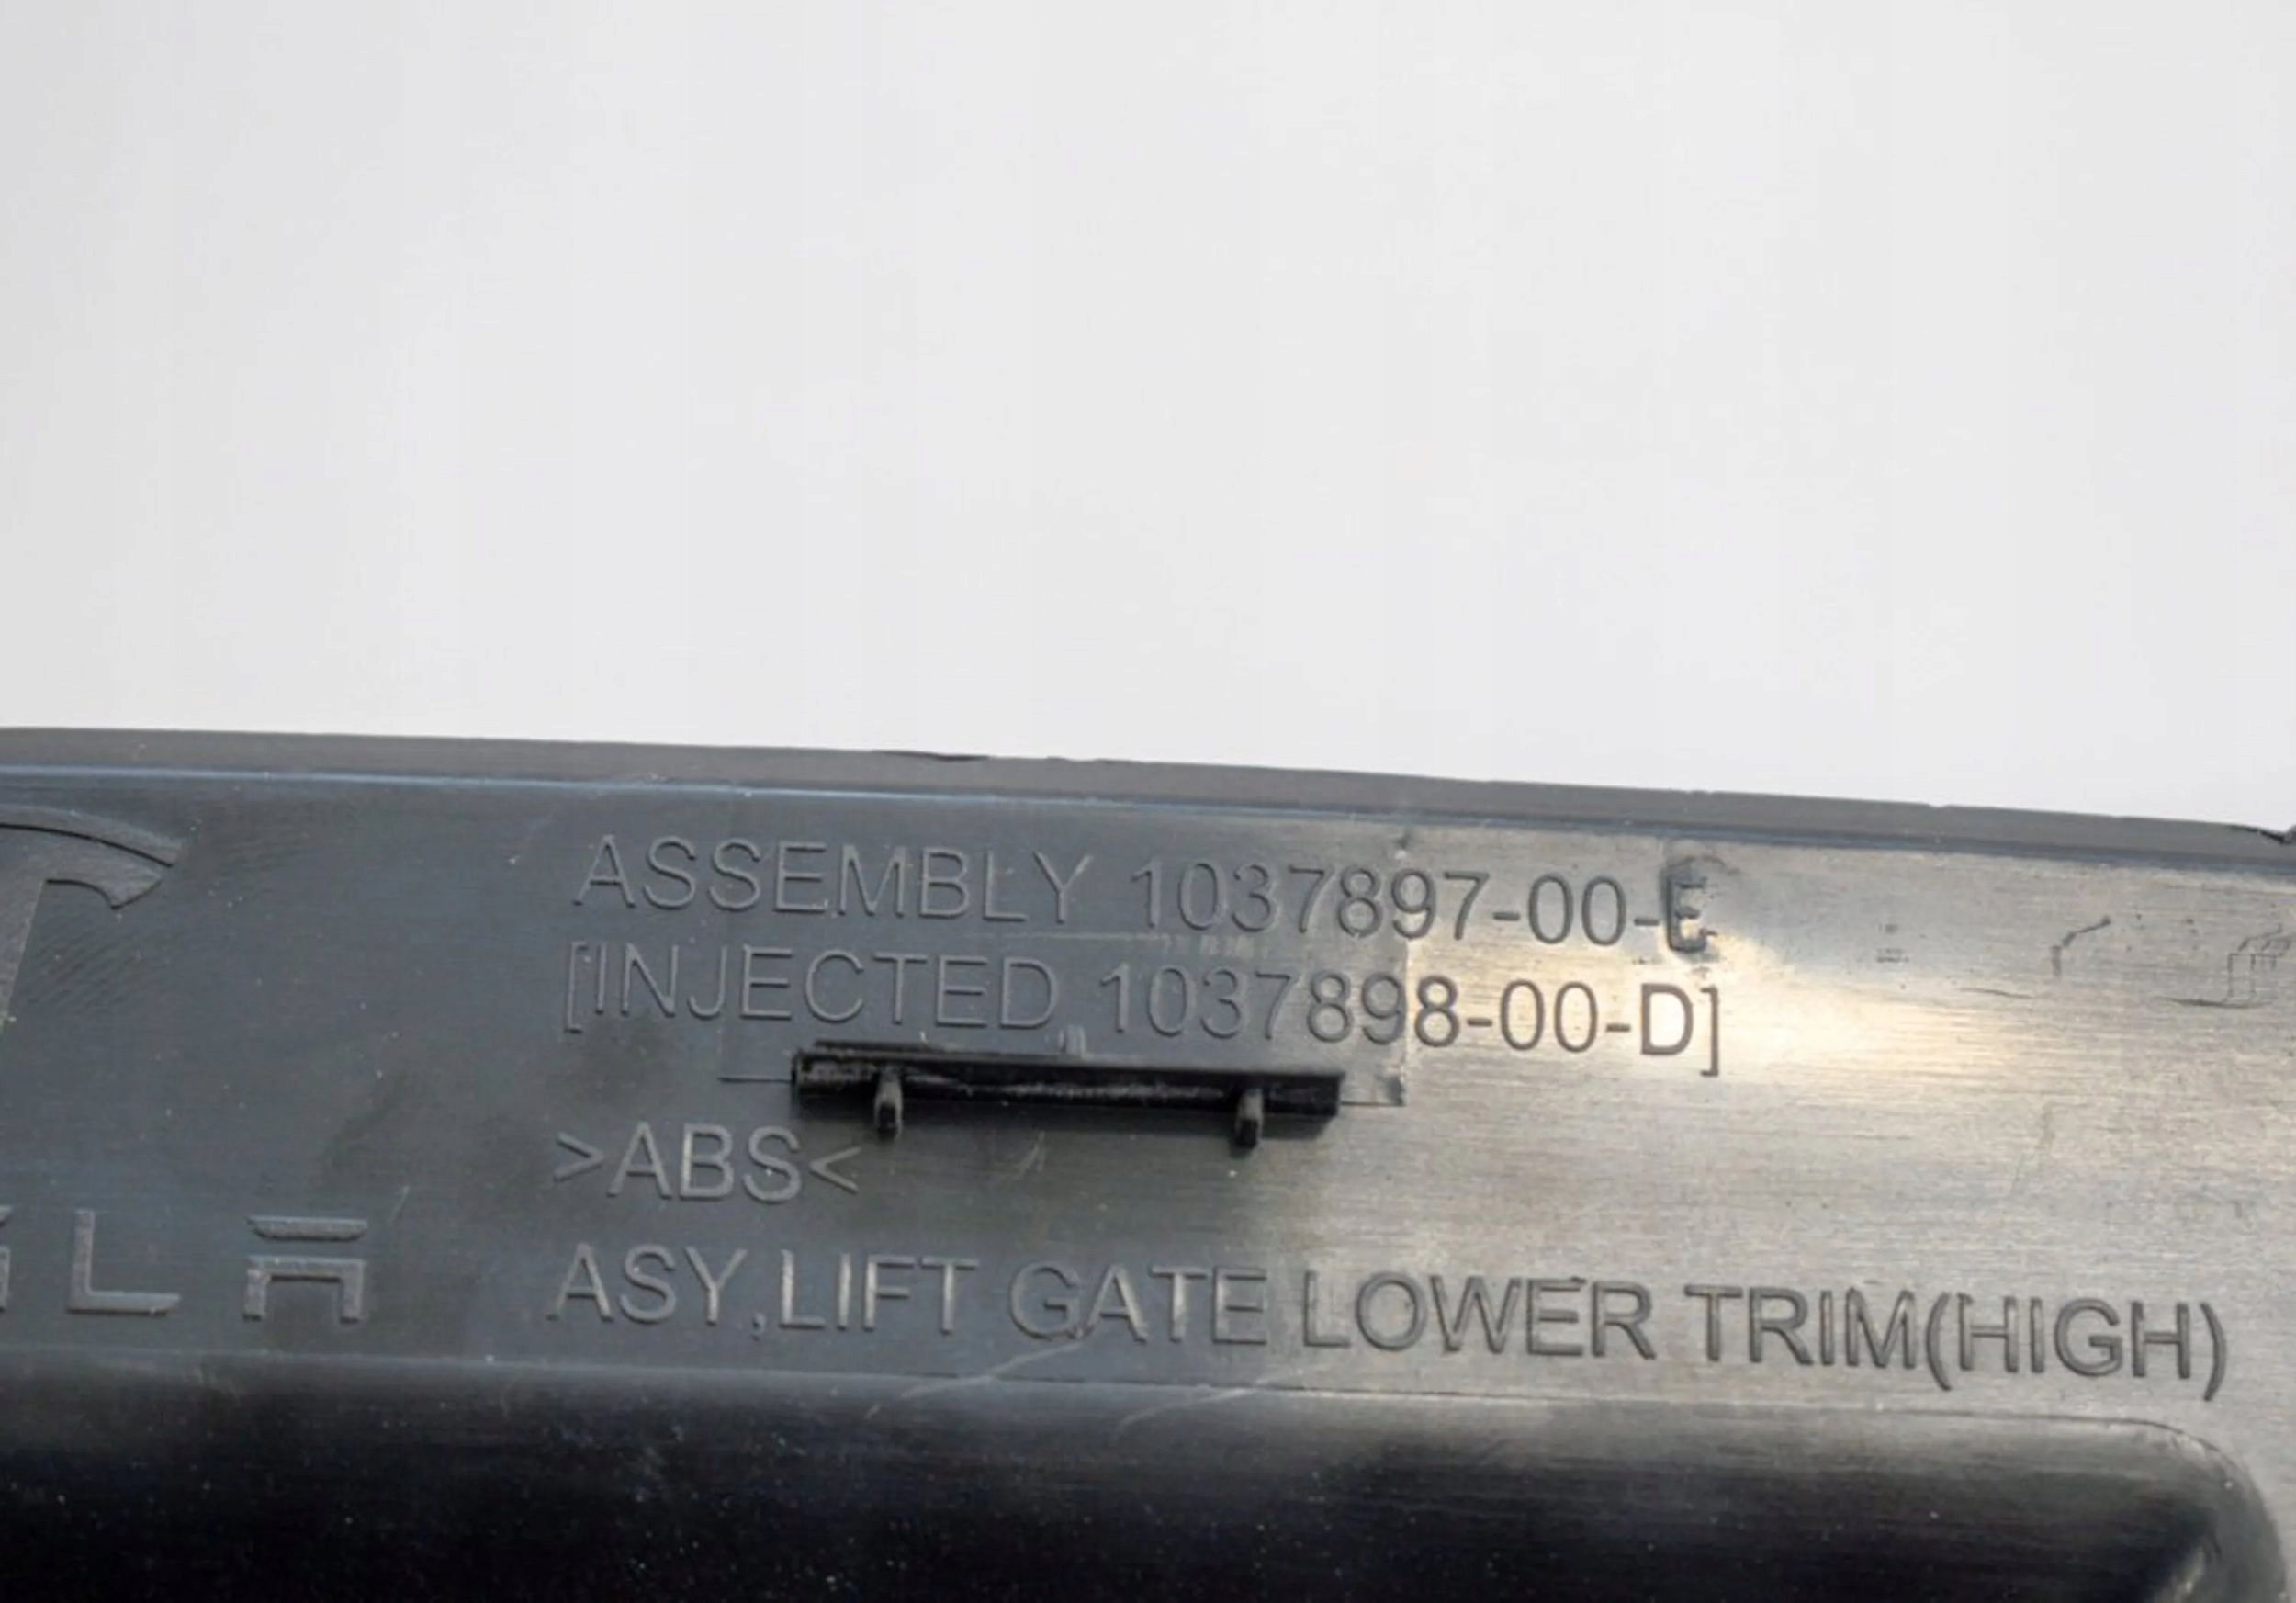 ASSEMBLY 1037897-00-E
[INJECTED 1037898-00-D]
>ABS<
ASY,LIFT GATE LOWER TRIM(HIGH)